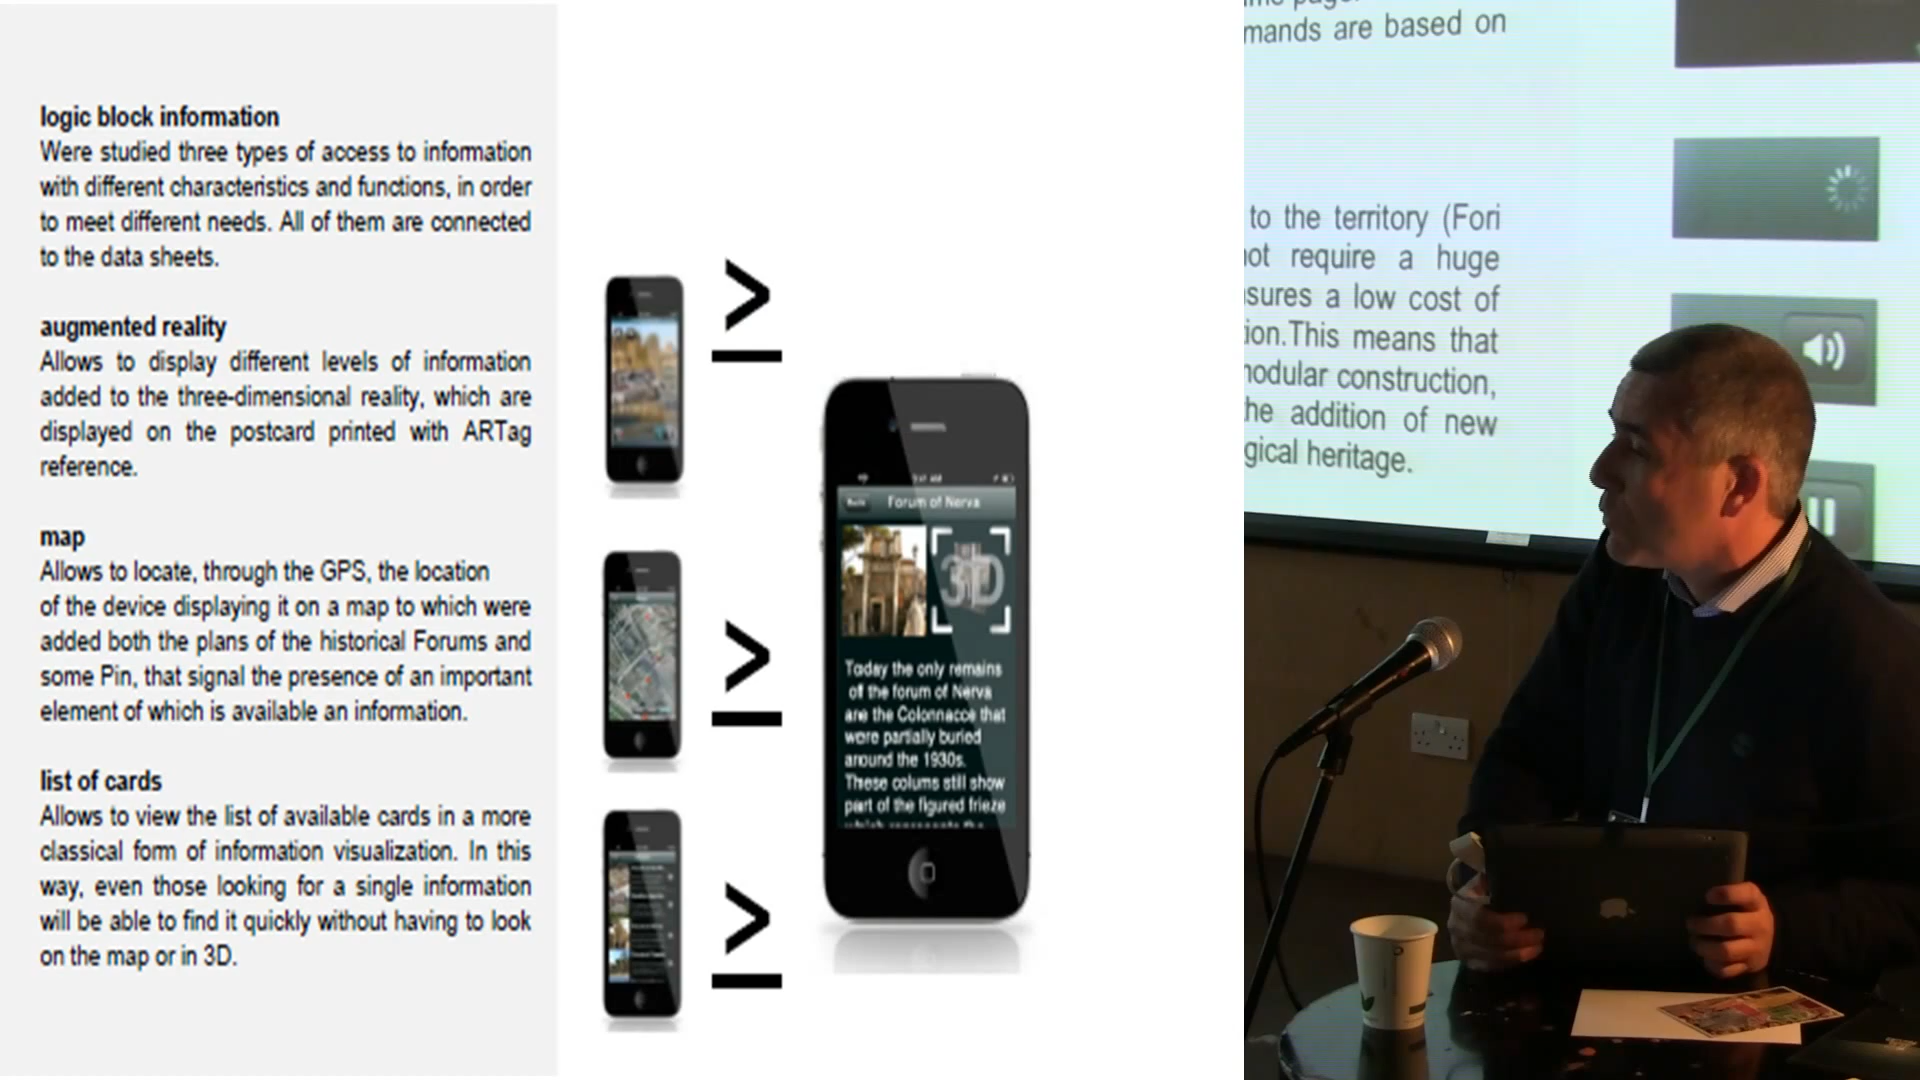 logic block information
Were studied three types of access to information
with different characteristics and functions, in order
to meet different needs. All of them are connected
to the data sheets.
augmented reality
Allows to display different levels of information
added to the three-dimensional reality, which are
displayed on the postcard printed with ARTag
reference.
map
Allows to locate, through the GPS, the location
of the device displaying it on a map to which were
added both the plans of the historical Forums and
some Pin, that signal the presence of an important
element of which is available an information.
list of cards
Allows to view the list of available cards in a more
classical form of information visualization. In this
way, even those looking for a single information
will be able to find it quickly without having to look
on the map or in 3D.
>
>
>
9:41 AM
Back Forum of Nerva
3D
Today the only remains
of the forum of Nerva
are the Colonnacce that
were partially buried
around the 1930s.
These colums still show
part of the figured frieze
which represents the
mands are based on
to the territory (Fori
not require a huge
sures a low cost of
ion.This means that
nodular construction,
he addition of new
gical heritage.